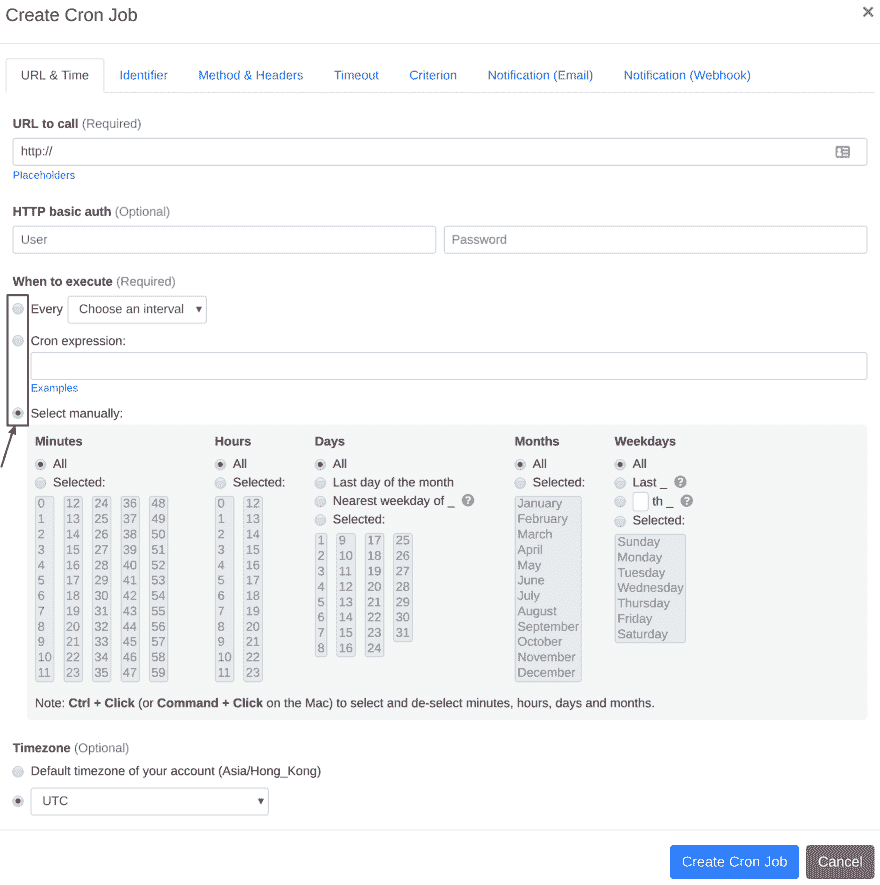 Create Cron Job ×
URL & Time Identifier Method & Headers Timeout Criterion Notification (Email) Notification (Webhook)
URL to call (Required)
http://
Placeholders
HTTP basic auth (Optional)
User Password
When to execute (Required)
Every Choose an interval
Cron expression:
Examples
Select manually:
Minutes Hours Days Months Weekdays
All All All All All
Selected: Selected: Last day of the month Selected: Last _ ?
Nearest weekday of _ ? th _ ?
Selected: Selected:
0 12 24 36 48 0 12 January
1 13 25 37 49 1 13 February
2 14 26 38 50 2 14 March
3 15 27 39 51 3 15 April
4 16 28 40 52 4 16 May
5 17 29 41 53 5 17 June
6 18 30 42 54 6 18 July
7 19 31 43 55 7 19 August
8 20 32 44 56 8 20 September
9 21 33 45 57 9 21 October
10 22 34 46 58 10 22 November
11 23 35 47 59 11 23 December
1 9 17 25 Sunday
2 10 18 26 Monday
3 11 19 27 Tuesday
4 12 20 28 Wednesday
5 13 21 29 Thursday
6 14 22 30 Friday
7 15 23 31 Saturday
8 16 24
Note: Ctrl + Click (or Command + Click on the Mac) to select and de-select minutes, hours, days and months.
Timezone (Optional)
Default timezone of your account (Asia/Hong_Kong)
UTC
Create Cron Job Cancel